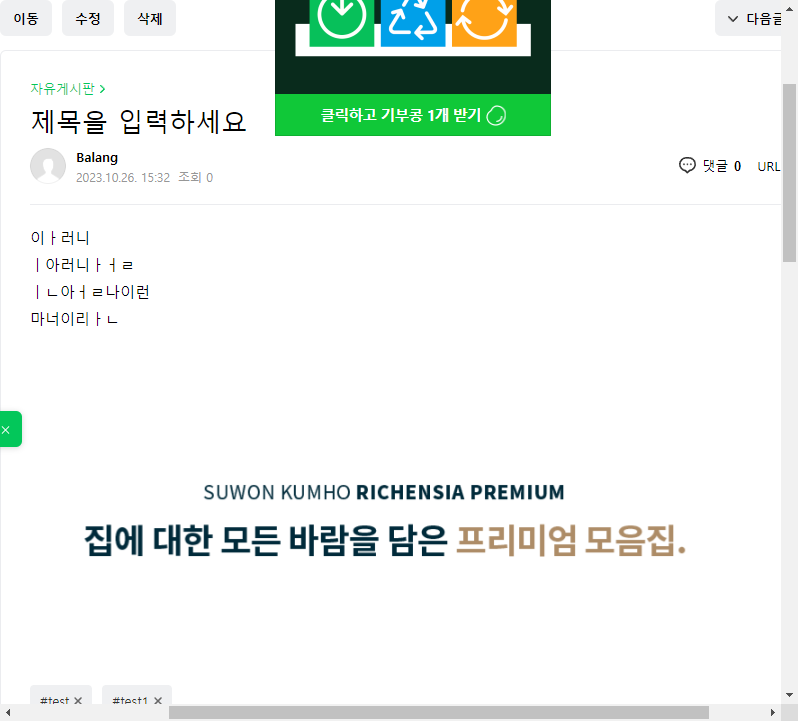 이동 수정 삭제 다음글
클릭하고 기부콩 1개 받기
자유게시판 >
제목을 입력하세요
Balang
2023.10.26. 15:32 조회 0
댓글 0 URL
이ㅏ러니
ㅣ아러니ㅏㅓㄹ
ㅣㄴ아ㅓㄹ나이런
마너이리ㅏㄴ
SUWON KUMHO RICHENSIA PREMIUM
집에 대한 모든 바람을 담은 프리미엄 모음집.
#test × #test1 ×